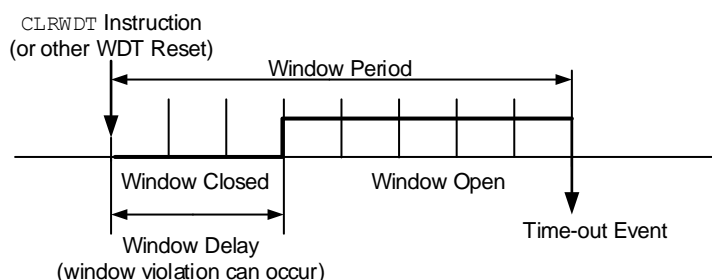 CLRWDT Instruction
(or other WDT Reset)
Window Period
Window Closed
Window Open
Time-out Event
Window Delay
(window violation can occur)